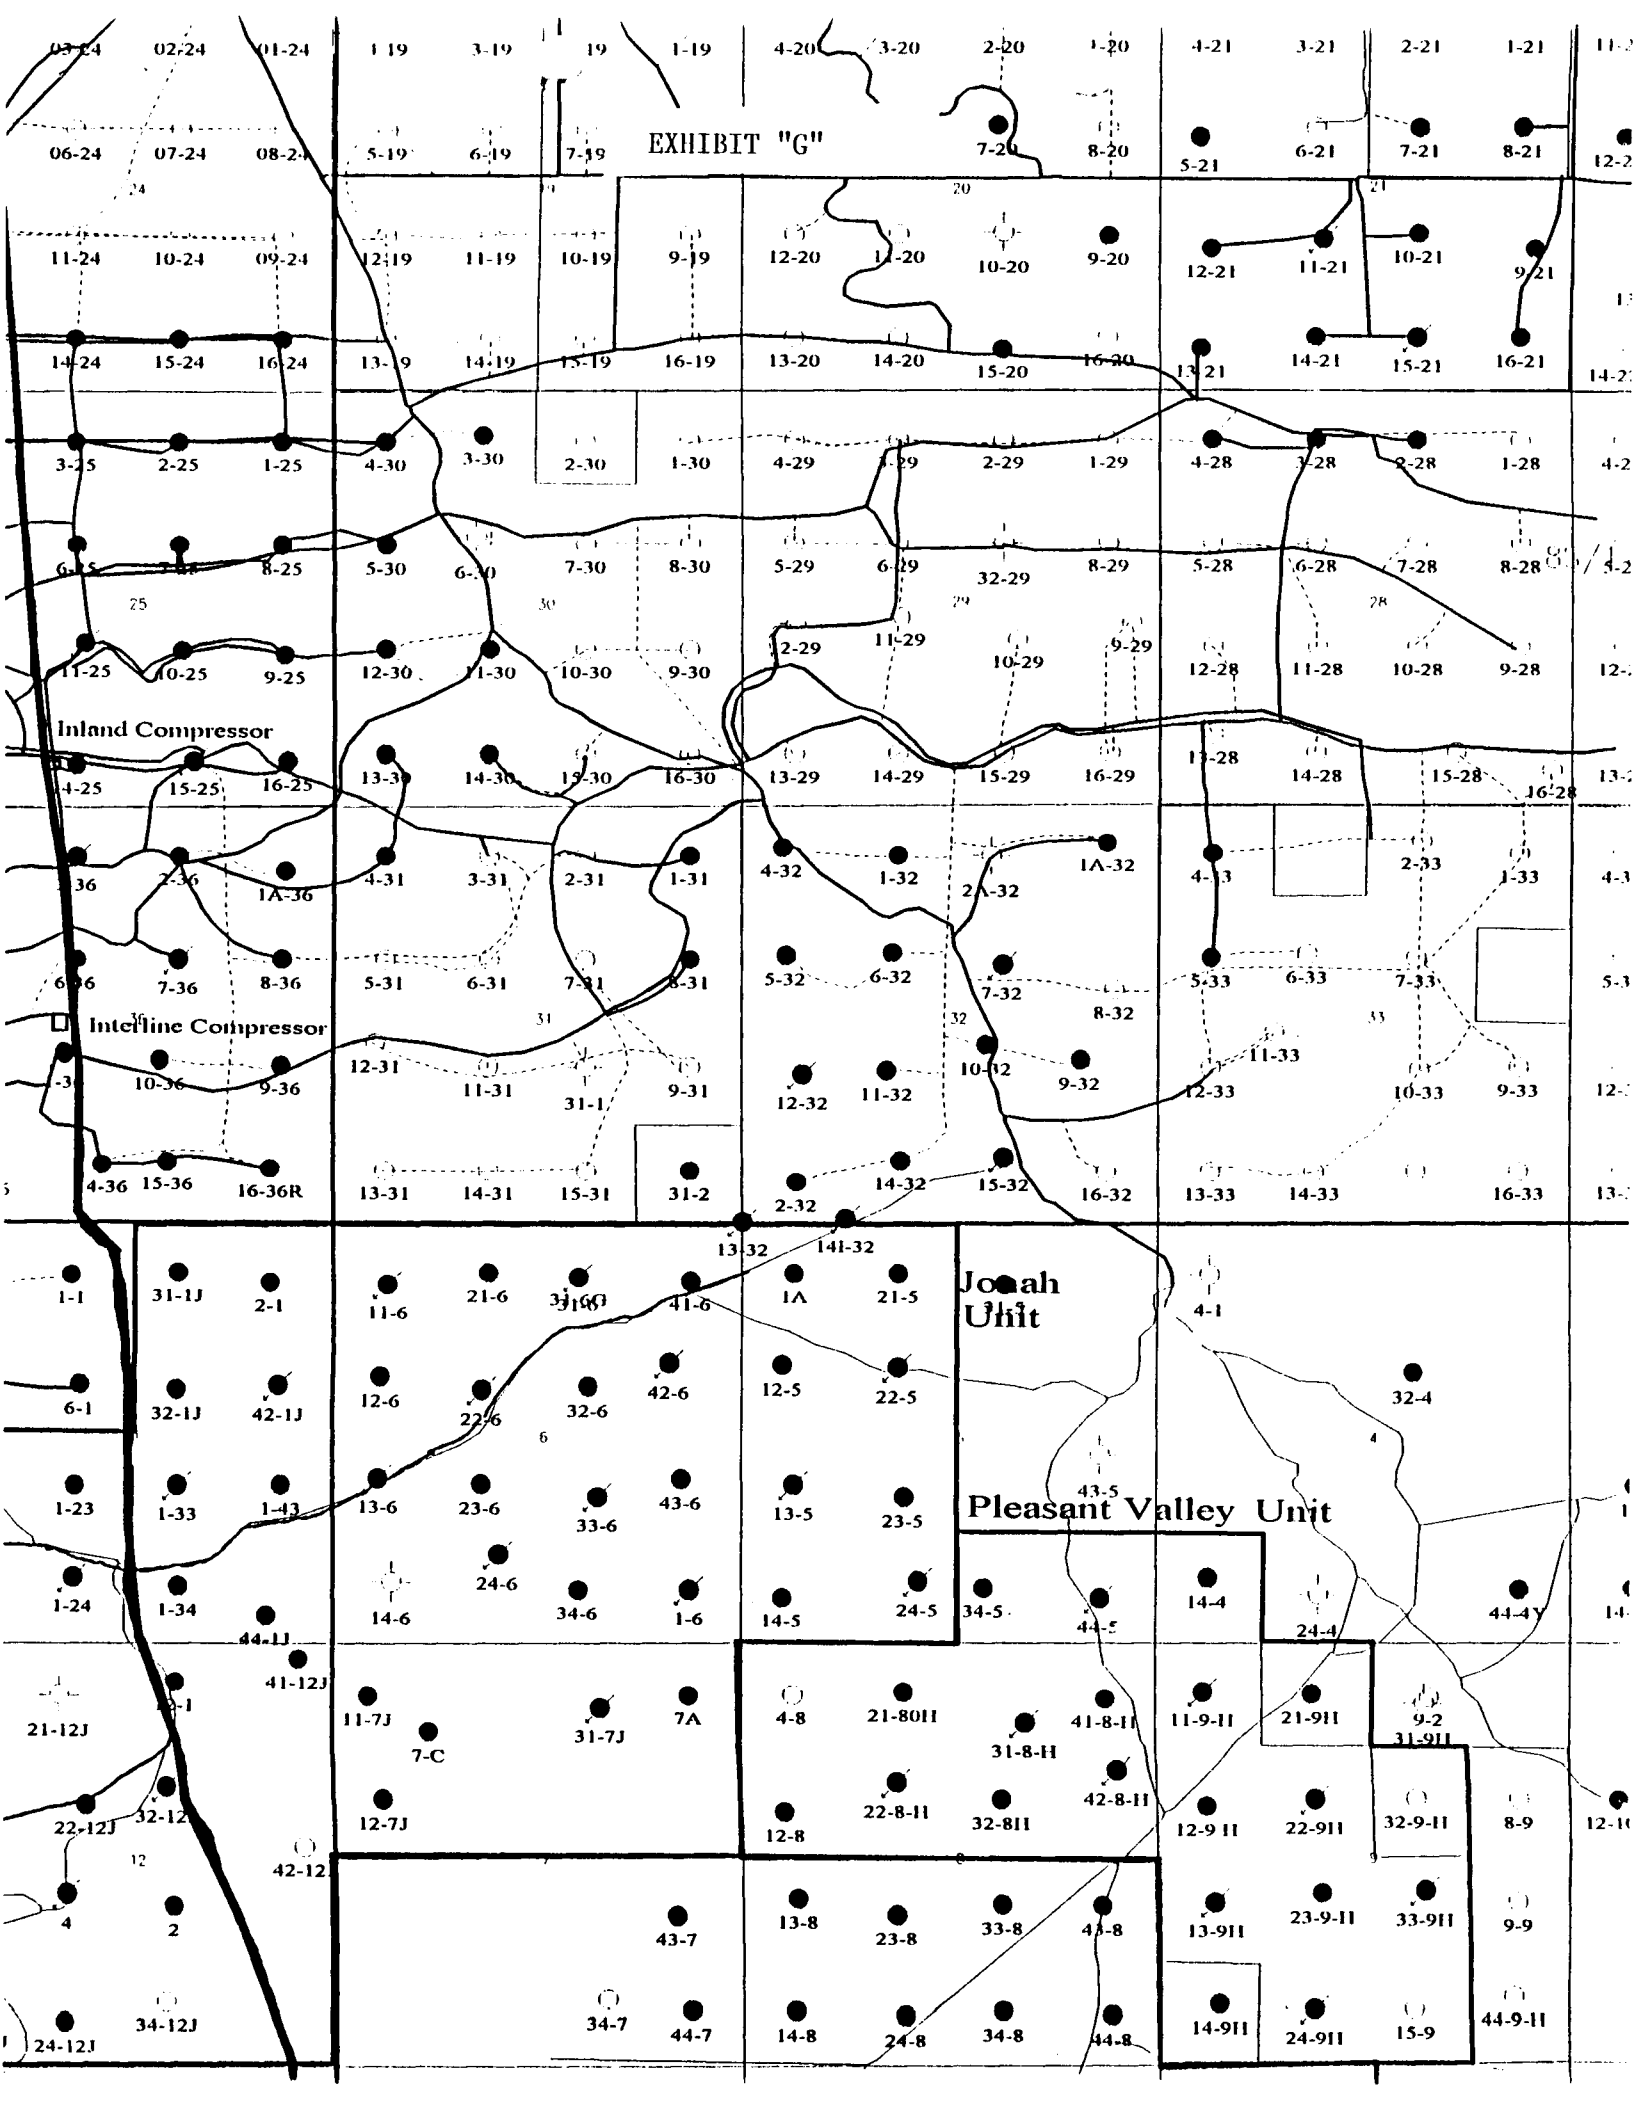 03-24 02-24 01-24 3-19 19 1-19 4-20 3-20 2-20 1-20 4-21 3-21 2-21 1-21
EXHIBIT "G"
06-24 07-24 08-24 5-19 6-19 7-19 8-20 5-21 6-21 7-21 8-21
24 20 21
11-24 10-24 09-24 12-19 11-19 10-19 9-19 12-20 11-20 10-20 9-20 12-21 11-21 10-21 9-21
14-24 15-24 16-24 13-19 14-19 15-19 16-19 13-20 14-20 15-20 16-20 13-21 14-21 15-21 16-21
3-25 2-25 1-25 4-30 3-30 2-30 1-30 4-29 3-29 2-29 1-29 4-28 3-28 2-28 1-28
6-25 8-25 5-30 6-30 7-30 8-30 5-29 6-29 32-29 8-29 5-28 6-28 7-28 8-28
25 30 29 28
11-25 10-25 9-25 12-30 11-30 10-30 9-30 11-29 10-29 9-29 12-28 11-28 10-28 9-28
Inland Compressor
15-25 16-25 13-30 14-30 15-30 16-30 13-29 14-29 15-29 16-29 13-28 14-28 15-28 16-28
2-36 1A-36 4-31 3-31 2-31 1-31 4-32 1-32 2A-32 1A-32 4-33 2-33 1-33
6-36 7-36 8-36 5-31 6-31 7-31 8-31 5-32 6-32 7-32 8-32 5-33 6-33 7-33
36 31 32 33
Interline Compressor
10-36 9-36 12-31 11-31 31-1 9-31 12-32 11-32 10-32 9-32 12-33 11-33 10-33 9-33
4-36 15-36 16-36R 13-31 14-31 15-31 31-2 2-32 14-32 15-32 16-32 13-33 14-33 16-33
13-32 14I-32
1-1 31-1J 2-1 11-6 21-6 41-6 1A 21-5 4-1
Jonah
Unit
6-1 32-1J 42-1J 12-6 22-6 32-6 42-6 12-5 22-5 32-4
6 4
1-23 1-33 1-43 13-6 23-6 33-6 43-6 13-5 23-5 43-5
Pleasant Valley Unit
1-24 1-34 44-1J 14-6 24-6 34-6 1-6 14-5 24-5 34-5 44-5 14-4 24-4 44-4Y
21-12J 41-12J 11-7J 7-C 31-7J 7A 4-8 21-80H 31-8-H 41-8-H 11-9-H 21-9H 9-2
31-9H
22-12J 32-12 12-7J 12-8 22-8-H 32-8H 42-8-H 12-9 H 22-9H 32-9-H 8-9
12 42-12
4 2 43-7 13-8 23-8 33-8 43-8 13-9H 23-9-H 33-9H 9-9
24-12J 34-12J 34-7 44-7 14-8 24-8 34-8 44-8 14-9H 24-9H 15-9 44-9-H